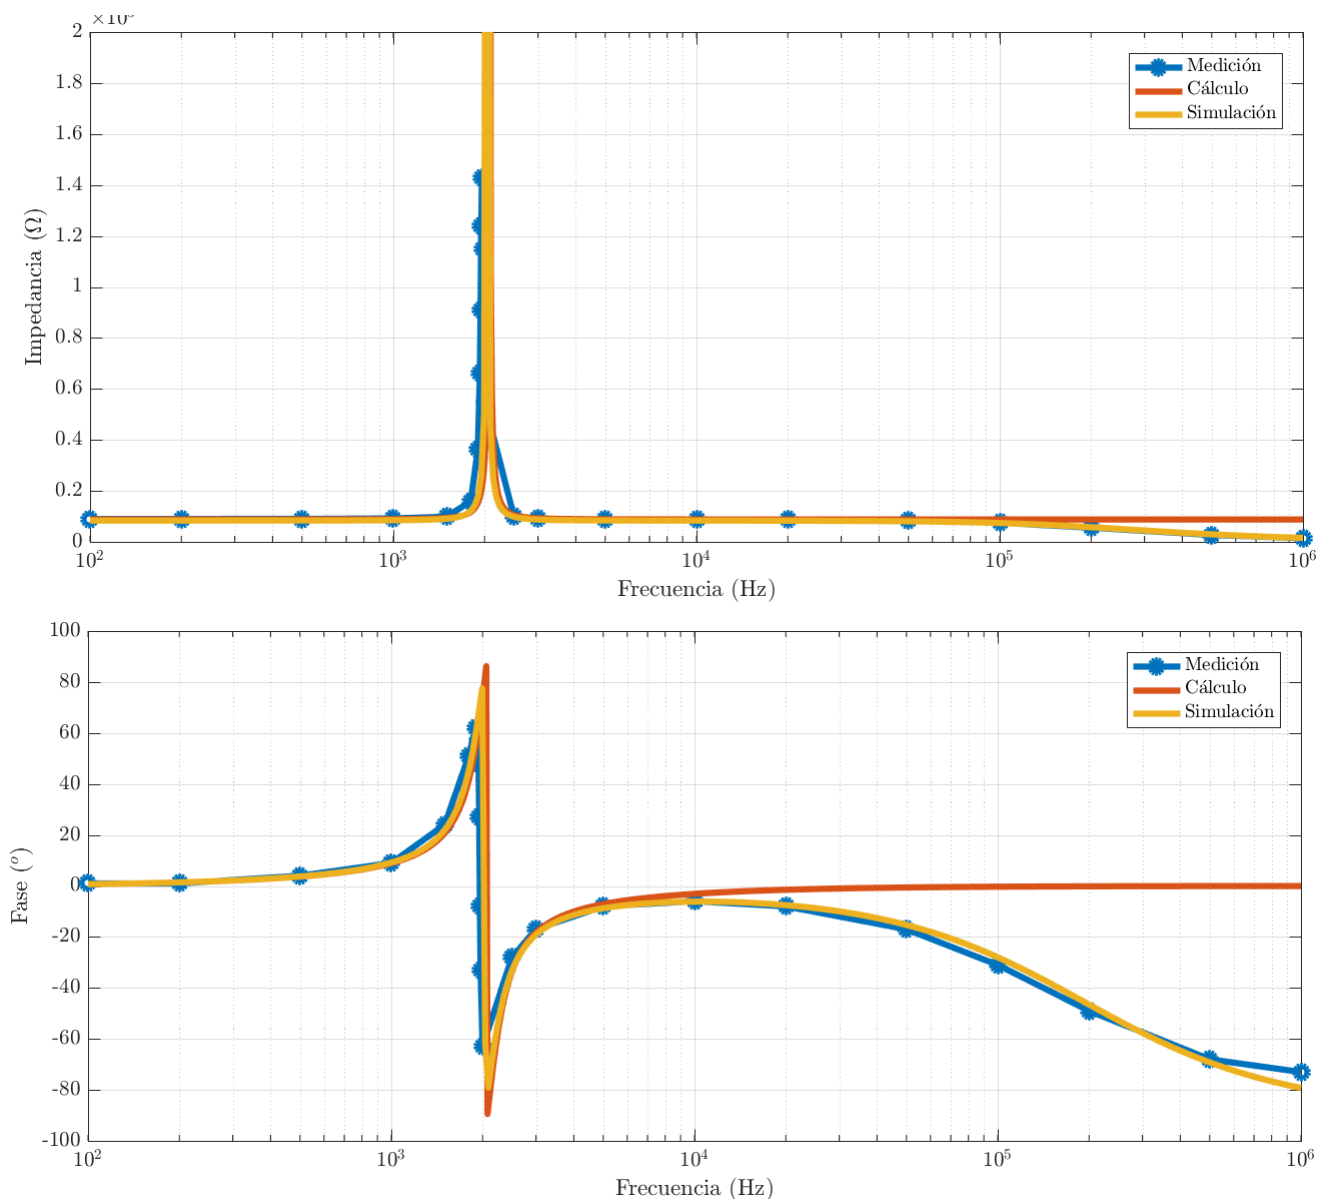 2
1.8
1.6
1.4
1.2
1
0.8
0.6
0.4
0.2
0
Impedancia (Ω)
Medición
Cálculo
Simulación
10² 10³ 10⁴ 10⁵ 10⁶
Frecuencia (Hz)
100
80
60
40
20
0
-20
-40
-60
-80
-100
Fase (º)
Medición
Cálculo
Simulación
10² 10³ 10⁴ 10⁵ 10⁶
Frecuencia (Hz)